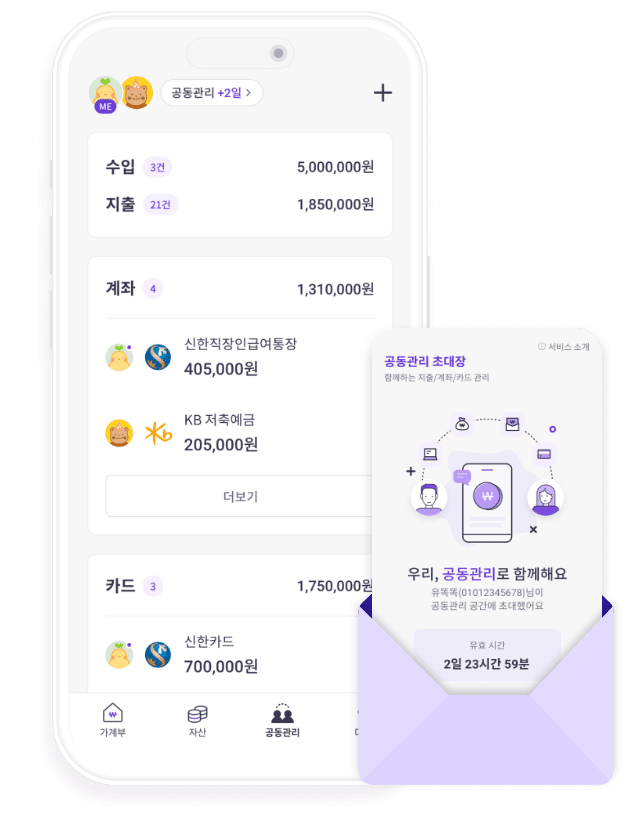 ME
공동관리 +2일 >
수입 3건 5,000,000원
지출 21건 1,850,000원
계좌 4 1,310,000원
신한직장인급여통장
405,000원
KB 저축예금
205,000원
더보기
카드 3 1,750,000원
신한카드
700,000원
가계부
자산
공동관리
서비스 소개
공동관리 초대장
함께하는 지출/계좌/카드 관리
우리, 공동관리로 함께해요
유똑똑(01012345678)님이
공동관리 공간에 초대했어요
유효 시간
2일 23시간 59분